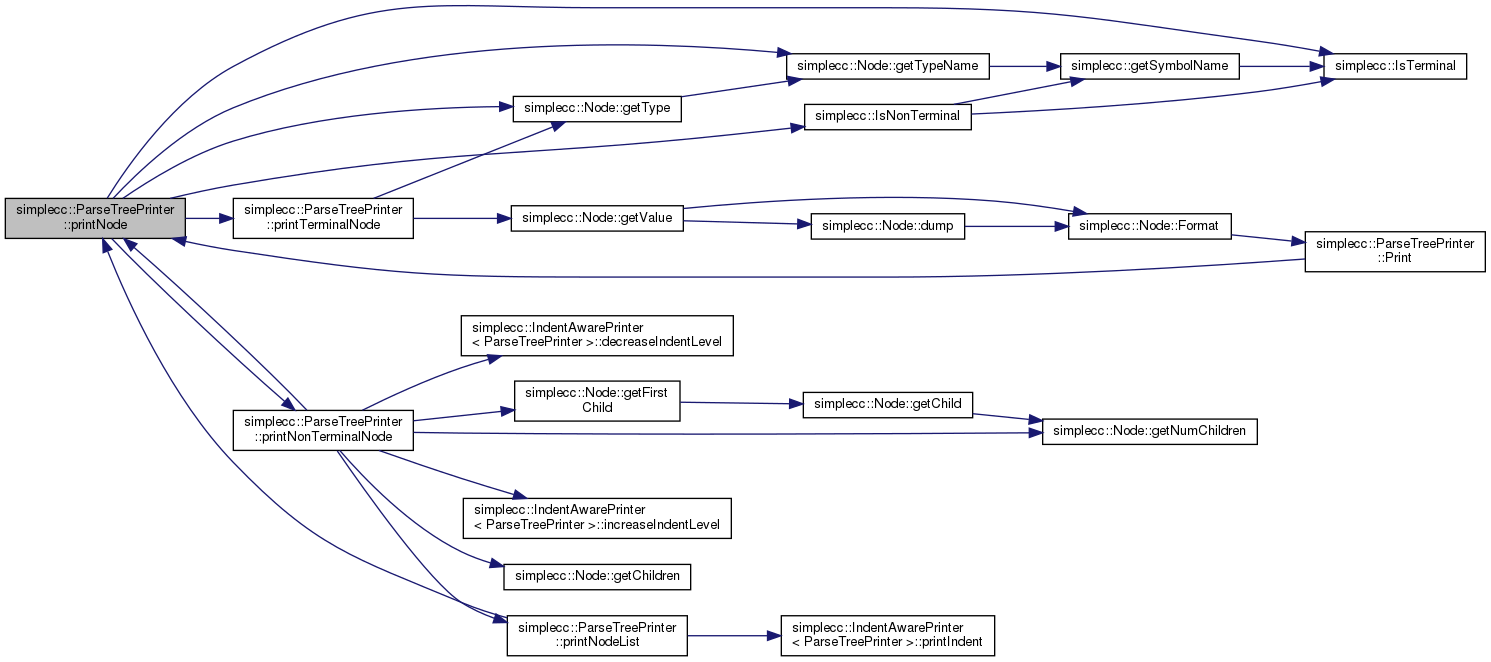 simplecc::ParseTreePrinter
::printNode
simplecc::IsTerminal
simplecc::Node::getTypeName
simplecc::getSymbolName
simplecc::Node::getType
simplecc::IsNonTerminal
simplecc::ParseTreePrinter
::printTerminalNode
simplecc::Node::getValue
simplecc::Node::dump
simplecc::Node::Format
simplecc::ParseTreePrinter
::Print
simplecc::ParseTreePrinter
::printNonTerminalNode
simplecc::IndentAwarePrinter
< ParseTreePrinter >::decreaseIndentLevel
simplecc::Node::getFirst
Child
simplecc::Node::getChild
simplecc::Node::getNumChildren
simplecc::IndentAwarePrinter
< ParseTreePrinter >::increaseIndentLevel
simplecc::Node::getChildren
simplecc::ParseTreePrinter
::printNodeList
simplecc::IndentAwarePrinter
< ParseTreePrinter >::printIndent